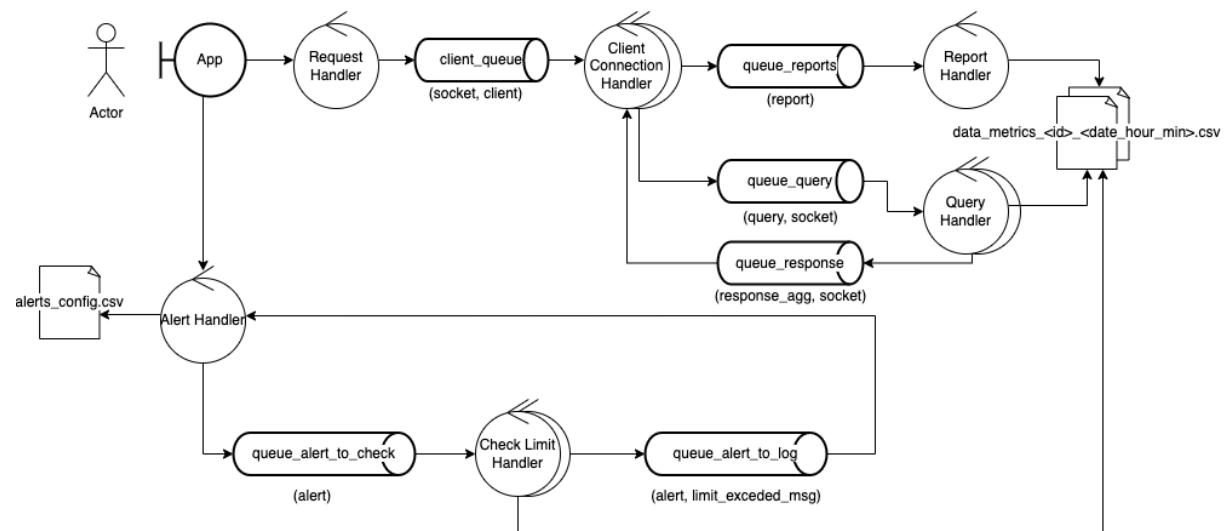 Actor
App
Request
Handler
client_queue
(socket, client)
Client
Connection
Handler
queue_reports
(report)
Report
Handler
data_metrics_<id>_<date_hour_min>.csv
queue_query
(query, socket)
Query
Handler
queue_response
(response_agg, socket)
alerts_config.csv
Alert Handler
queue_alert_to_check
(alert)
Check Limit
Handler
queue_alert_to_log
(alert, limit_exceded_msg)